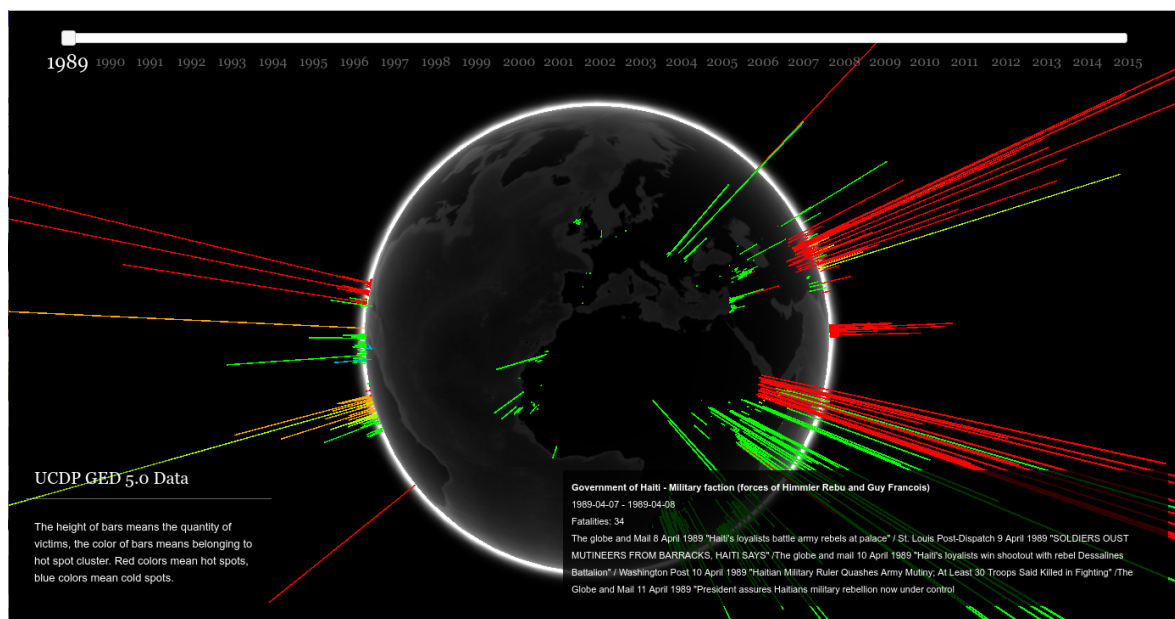 1989 1990 1991 1992 1993 1994 1995 1996 1997 1998 1999 2000 2001 2002 2003 2004 2005 2006 2007 2008 2009 2010 2011 2012 2013 2014 2015
UCDP GED 5.0 Data
The height of bars means the quantity of
victims, the color of bars means belonging to
hot spot cluster. Red colors mean hot spots,
blue colors mean cold spots.
Government of Haiti - Military faction (forces of Himmler Rebu and Guy Francois)
1989-04-07 - 1989-04-08
Fatalities: 34
The globe and Mail 8 April 1989 "Haiti's loyalists battle army rebels at palace" / St. Louis Post-Dispatch 9 April 1989 "SOLDIERS OUST
MUTINEERS FROM BARRACKS, HAITI SAYS" /The globe and mail 10 April 1989 "Haiti's loyalists win shootout with rebel Dessalines
Battalion" / Washington Post 10 April 1989 "Haitian Military Ruler Quashes Army Mutiny; At Least 30 Troops Said Killed in Fighting" /The
Globe and Mail 11 April 1989 "President assures Haitians military rebellion now under control